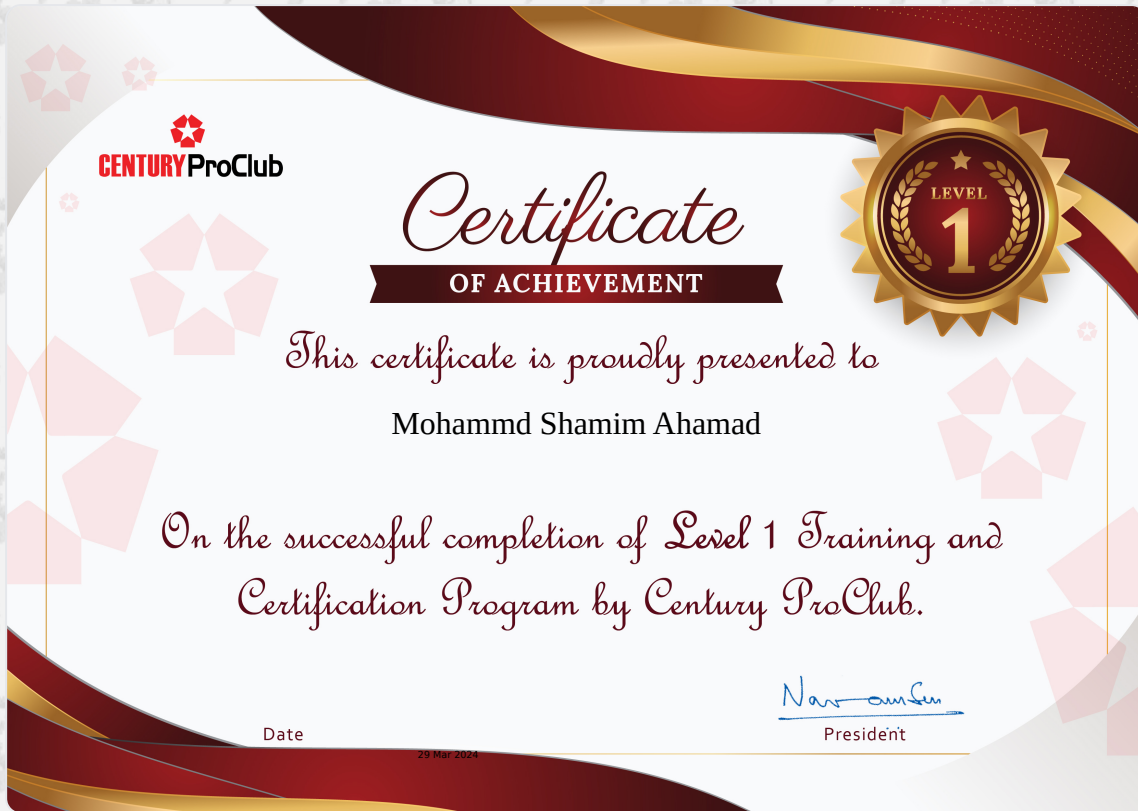 CENTURY ProClub
LEVEL
1
Certificate
OF ACHIEVEMENT
This certificate is proudly presented to
Mohammd Shamim Ahamad
On the successful completion of Level 1 Training and
Certification Program by Century ProClub.
Date
President
29 Mar 2024